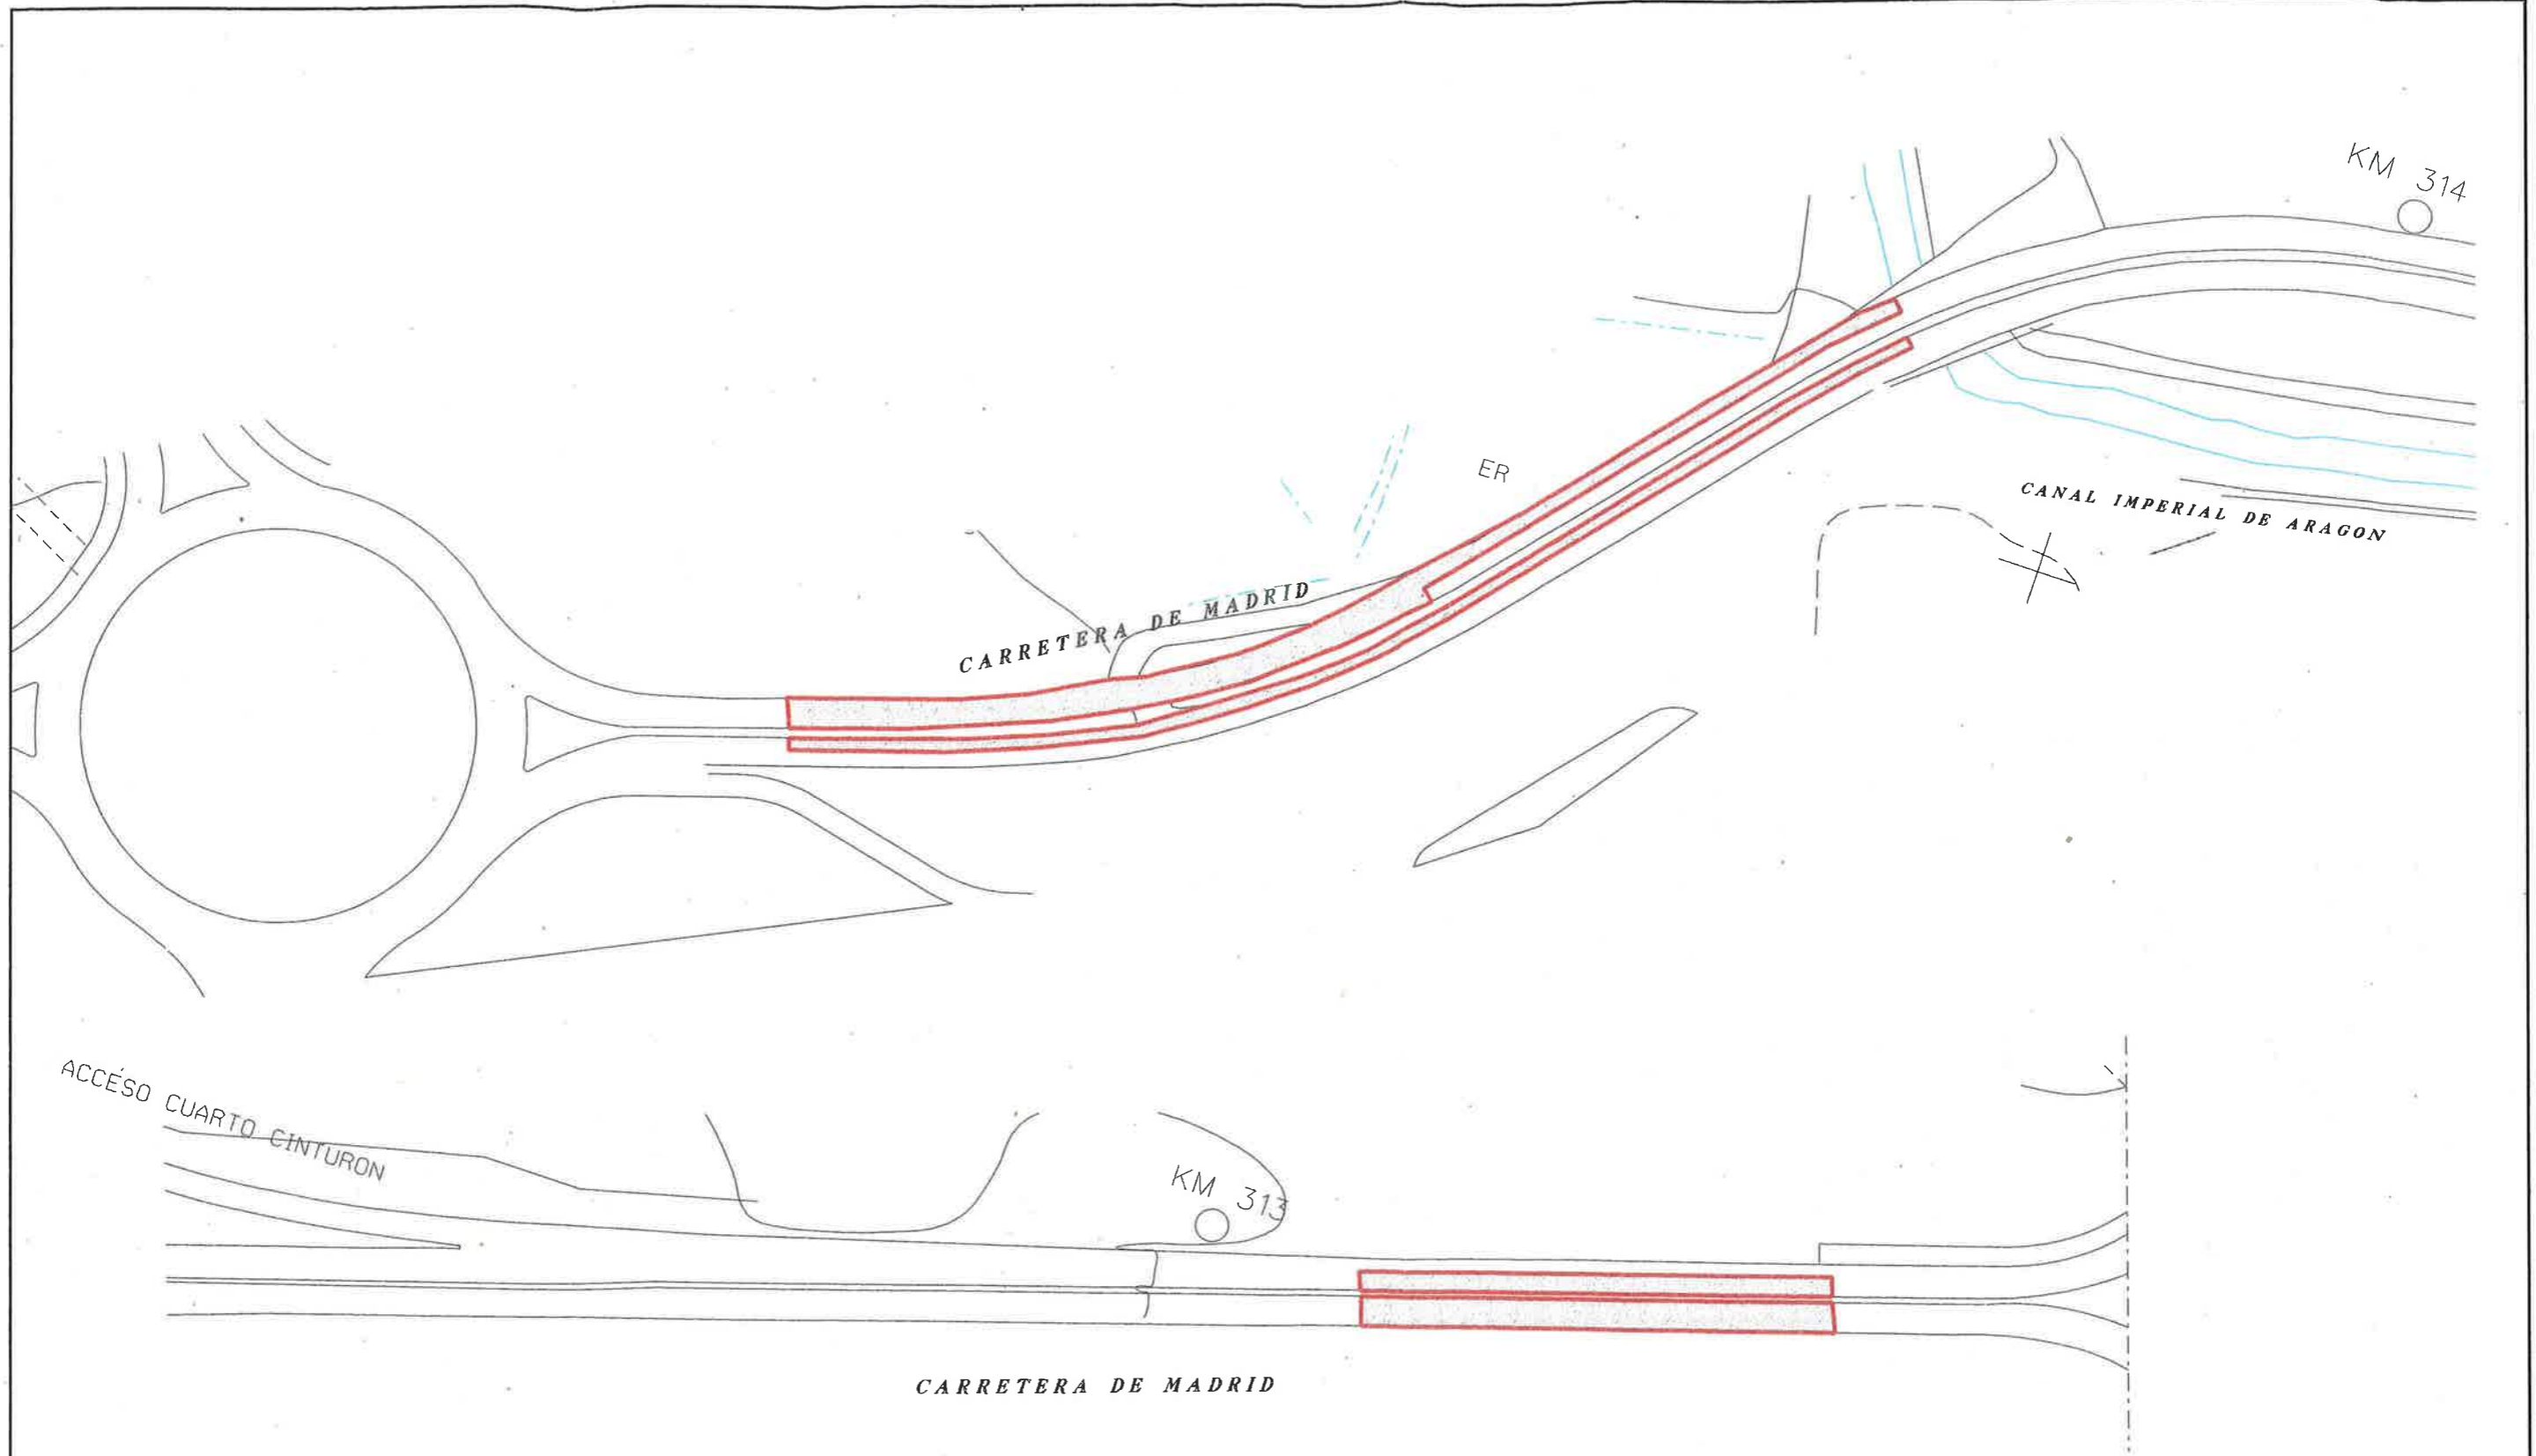 KM 314
ER
CANAL IMPERIAL DE ARAGON
CARRETERA DE MADRID
ACCESO CUARTO CINTURON
KM 313
CARRETERA DE MADRID